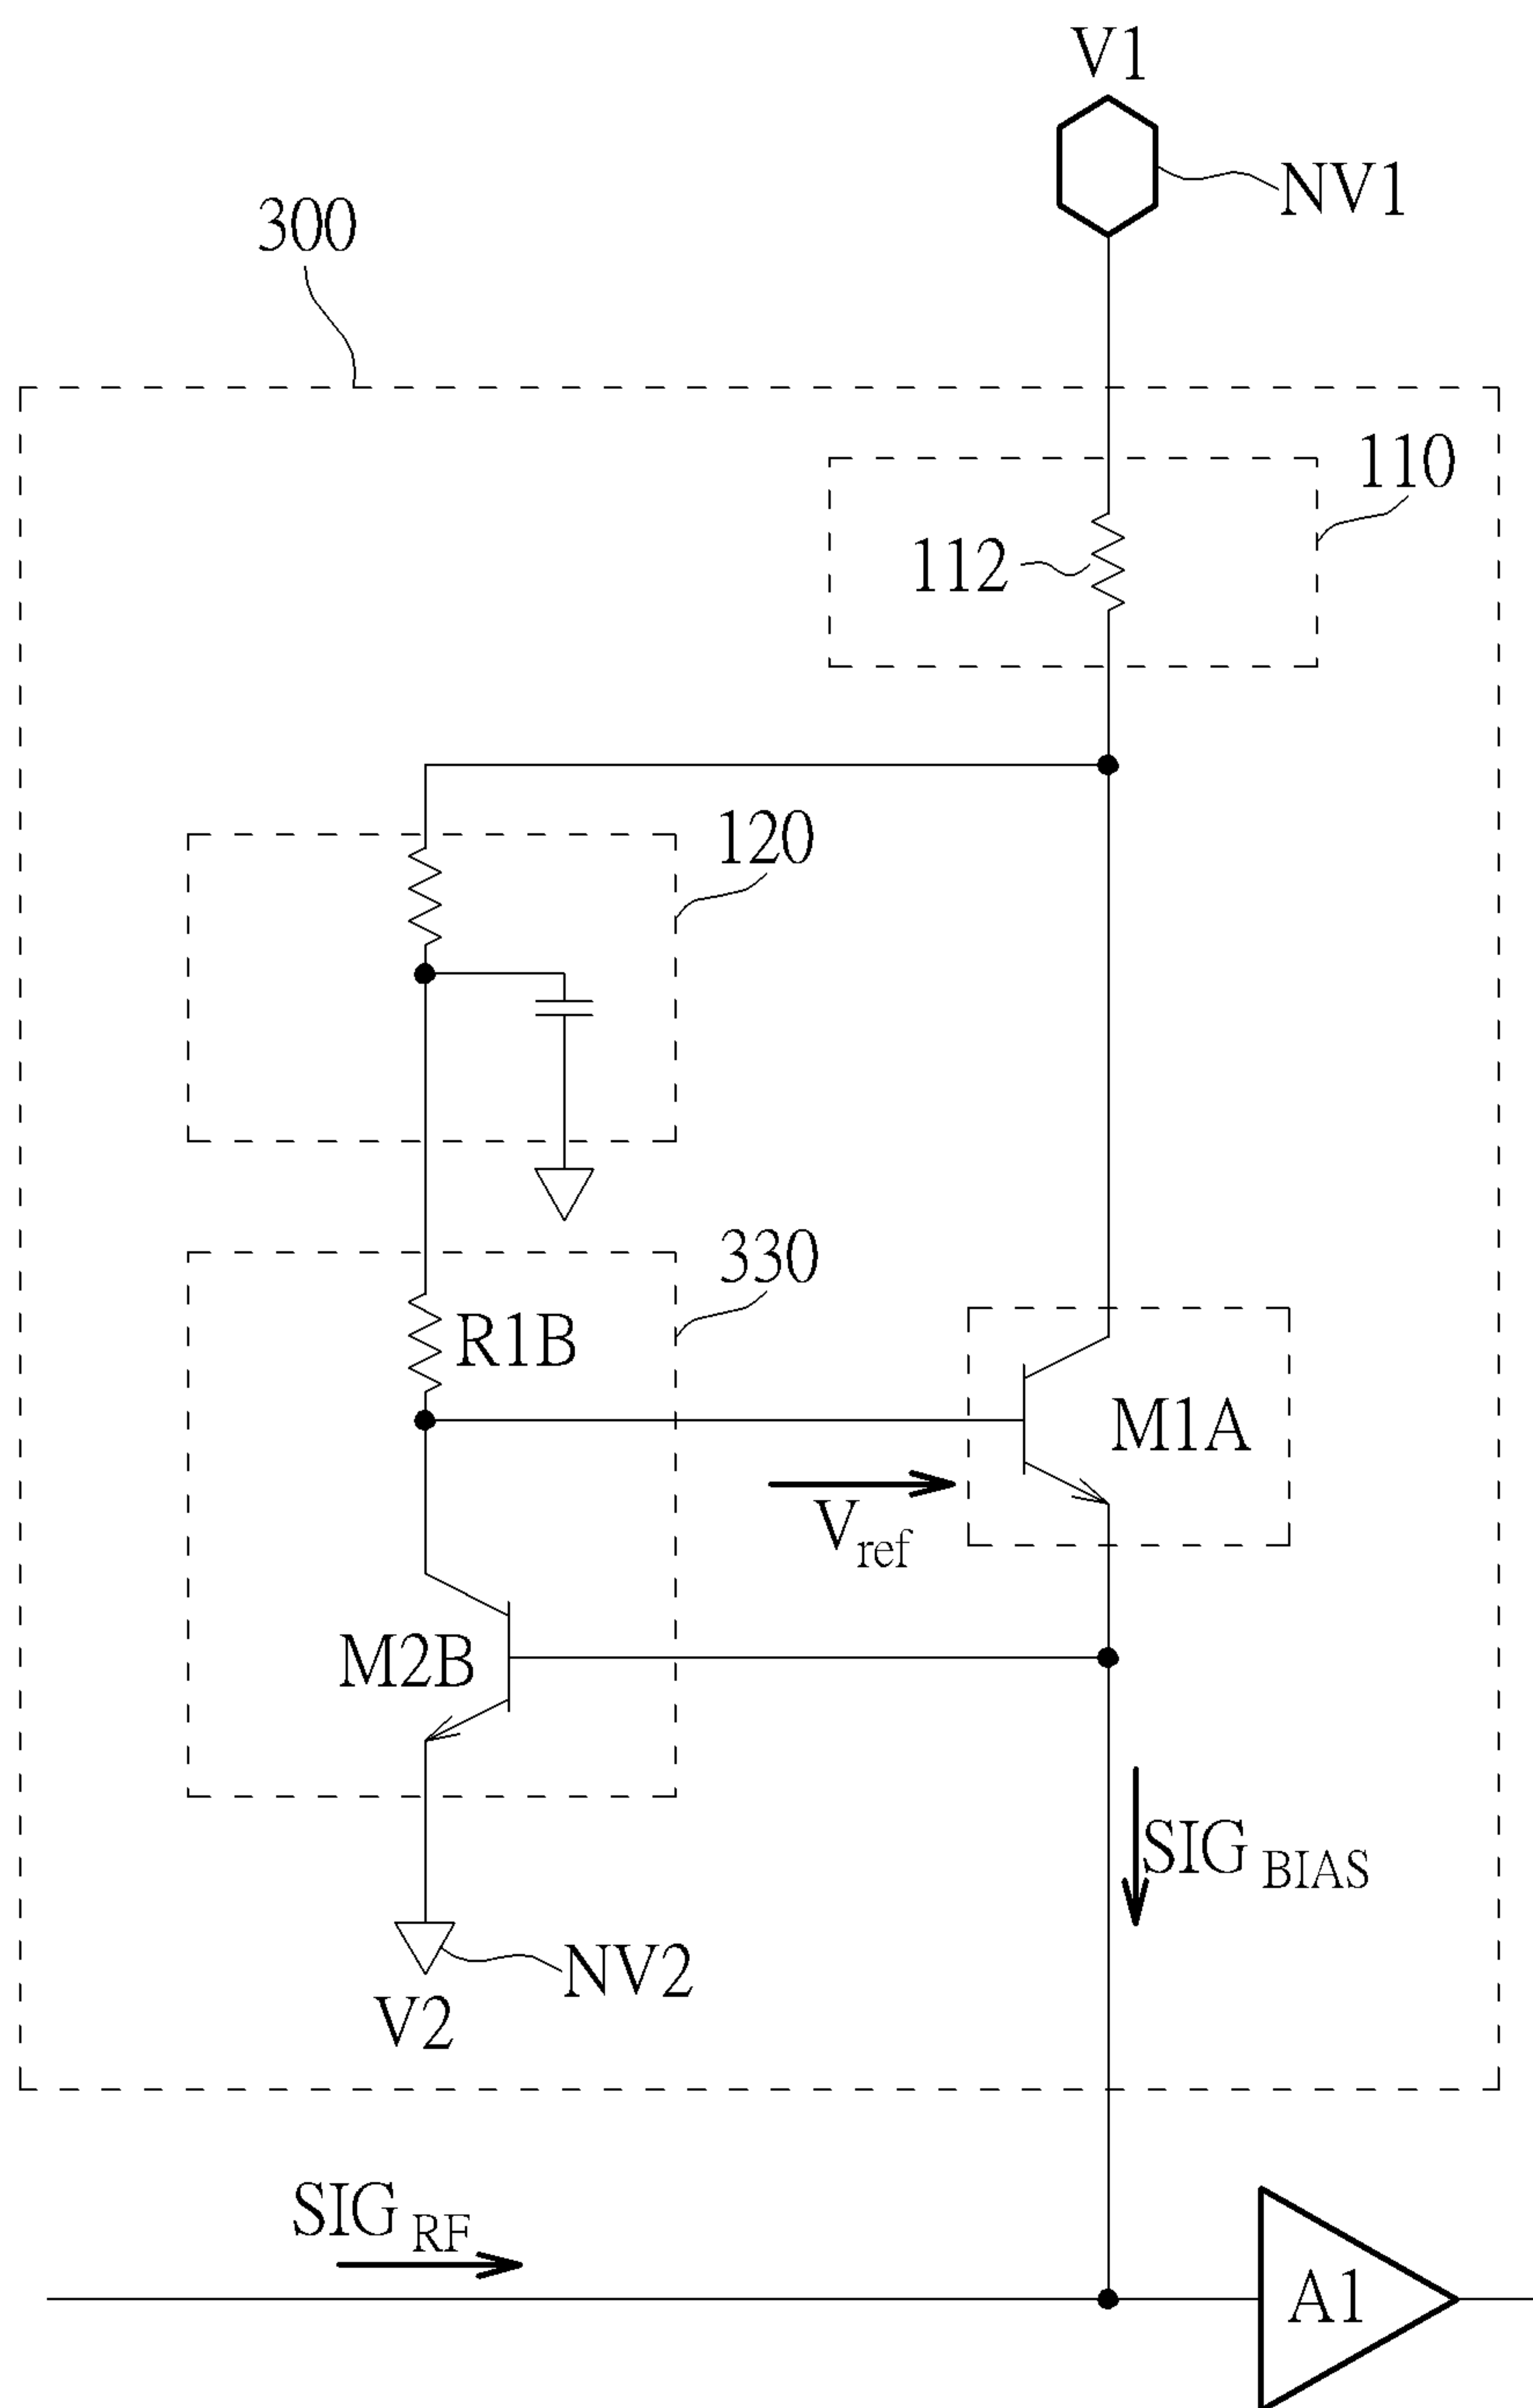 V1
NV1
300
110
112
120
330
R1B
M1A
Vref
M2B
SIG BIAS
NV2
V2
SIG RF
A1